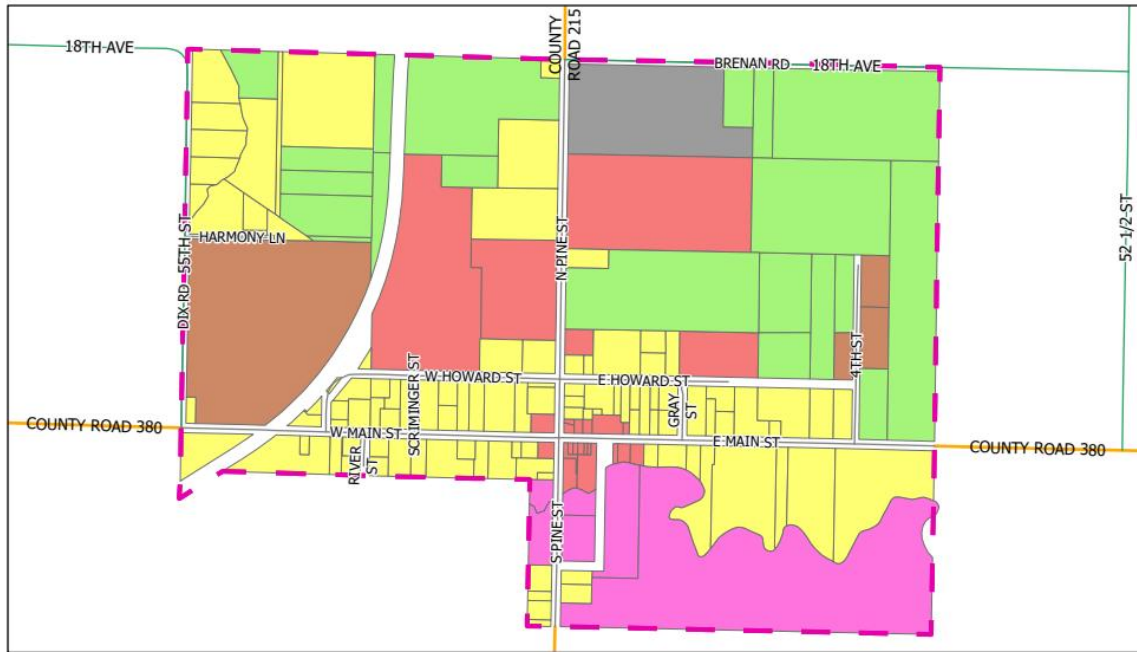 18TH AVE
COUNTY
ROAD 215
BRENAN RD
18TH AVE
52-1/2 ST
DIX-RD
55TH ST
HARMONY LN
N PINE ST
4TH ST
W HOWARD ST
E HOWARD ST
SCRIMINGER ST
GRAY
ST
COUNTY ROAD 380
W MAIN ST
E MAIN ST
COUNTY ROAD 380
RIVER
ST
S PINE ST